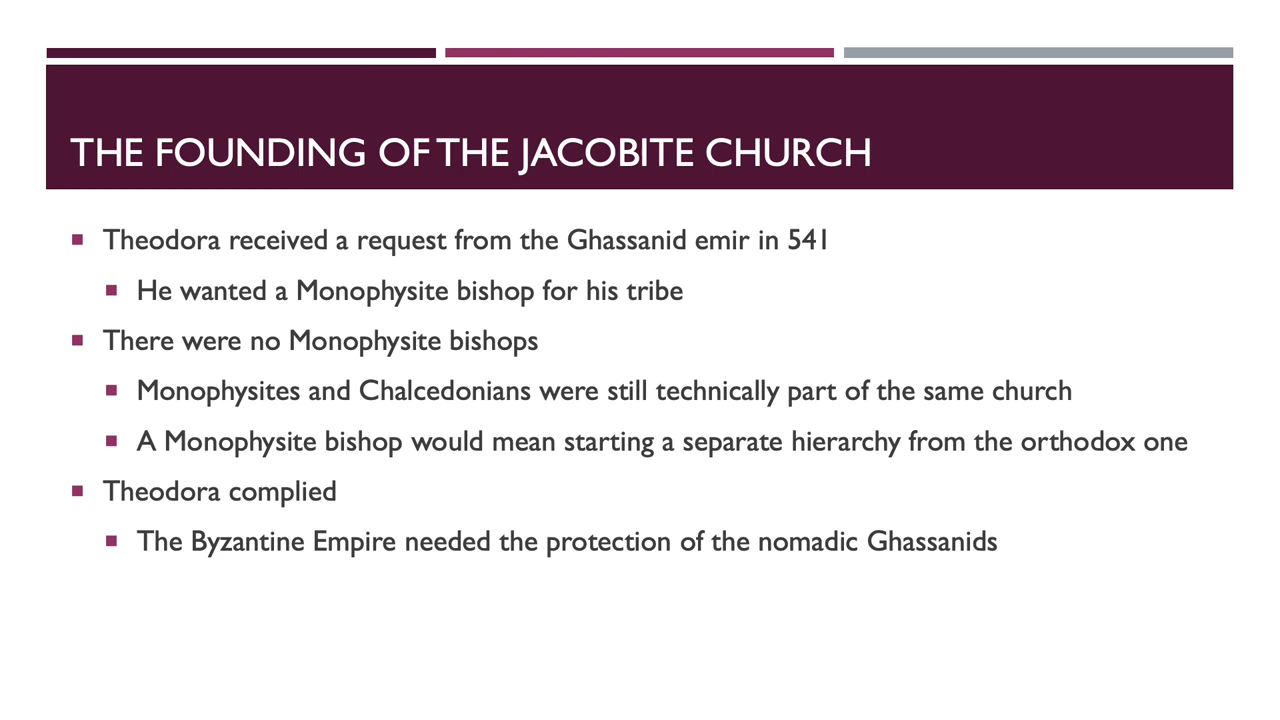 THE FOUNDING OF THE JACOBITE CHURCH
Theodora received a request from the Ghassanid emir in 541
He wanted a Monophysite bishop for his tribe
There were no Monophysite bishops
Monophysites and Chalcedonians were still technically part of the same church
A Monophysite bishop would mean starting a separate hierarchy from the orthodox one
Theodora complied
The Byzantine Empire needed the protection of the nomadic Ghassanids